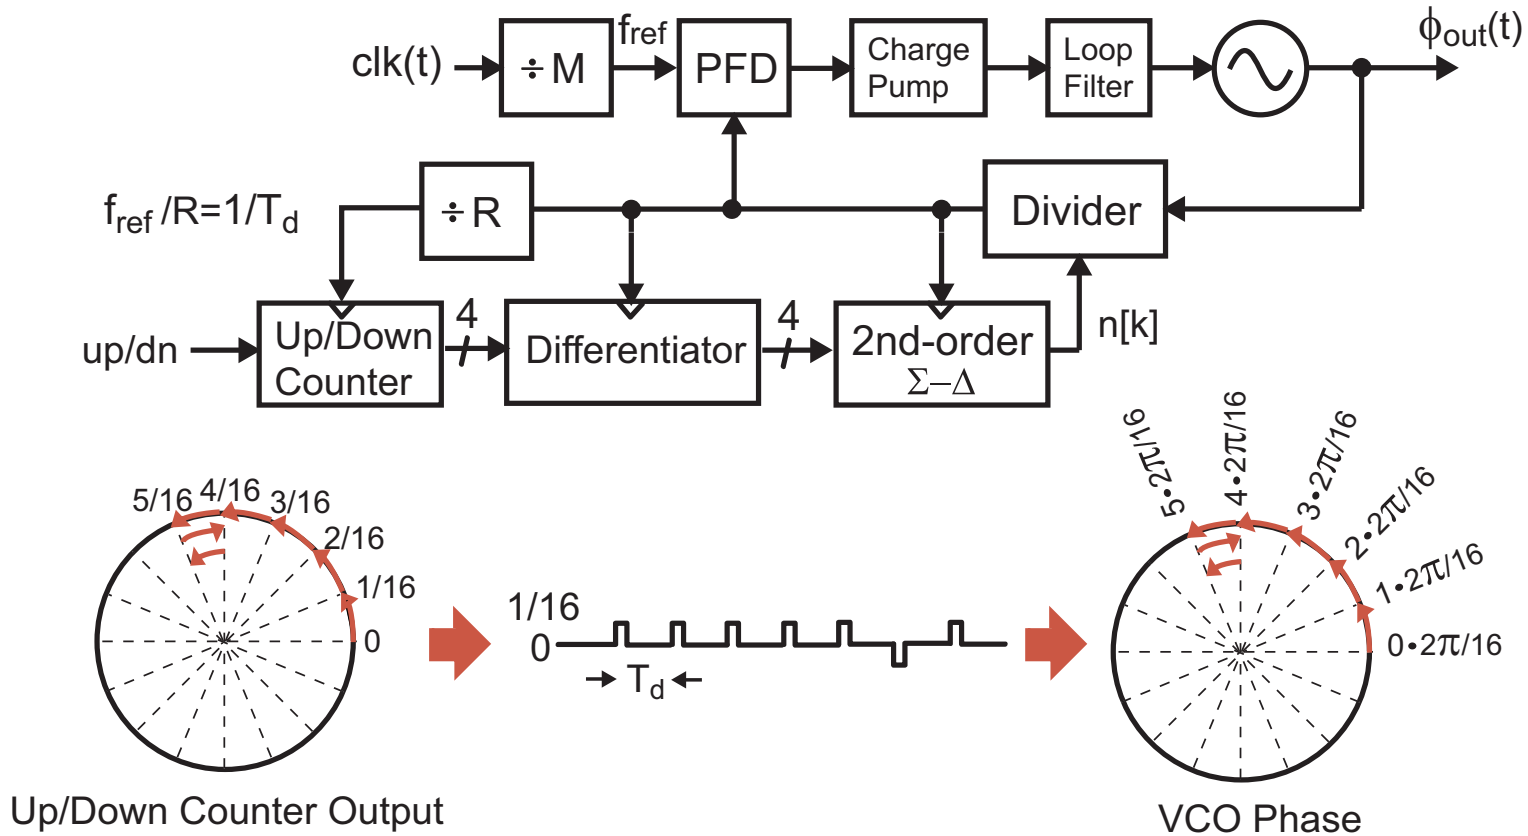 clk(t)
÷ M
fref
PFD
Charge
Pump
Loop
Filter
ϕout(t)
fref /R=1/Td
÷ R
Divider
up/dn
Up/Down
Counter
4
Differentiator
4
2nd-order
Σ–Δ
n[k]
5/16
4/16
3/16
2/16
1/16
0
Up/Down Counter Output
1/16
0
Td
5•2π/16
4•2π/16
3•2π/16
2•2π/16
1•2π/16
0•2π/16
VCO Phase